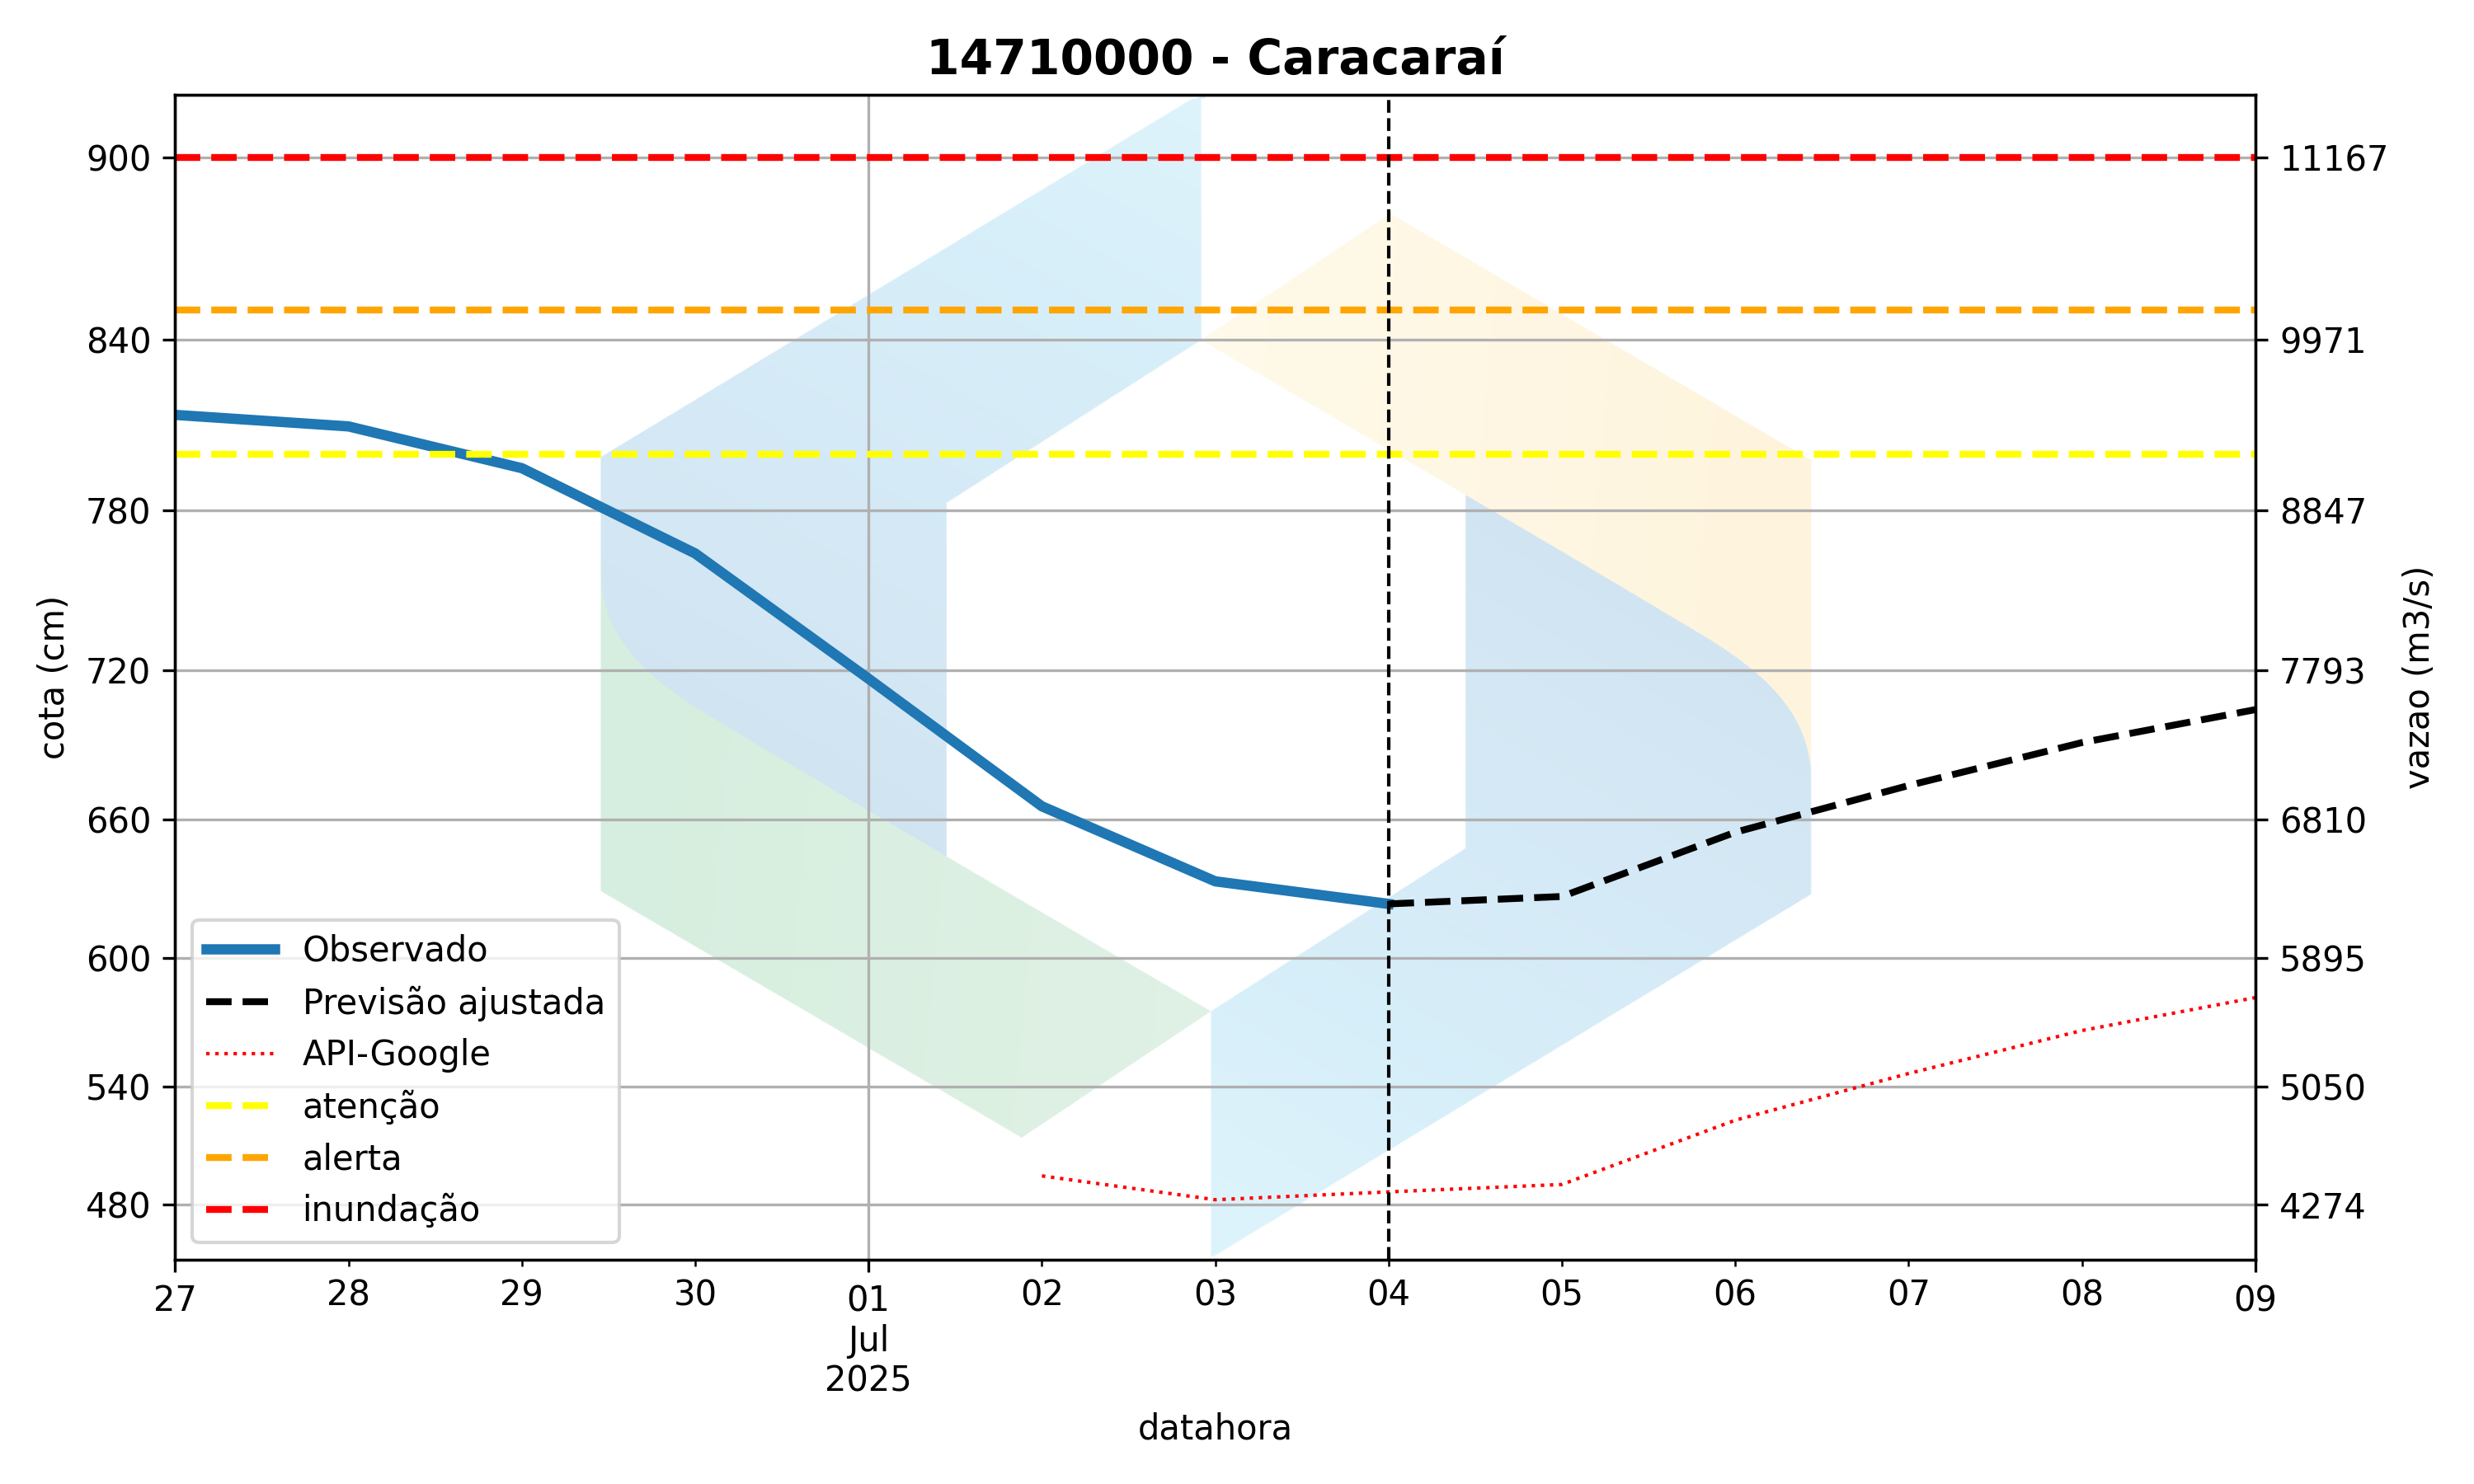 14710000 - Caracaraí
900
840
780
720
660
600
540
480
cota (cm)
11167
9971
8847
7793
6810
5895
5050
4274
vazao (m3/s)
Observado
Previsão ajustada
API-Google
atenção
alerta
inundação
27 28 29 30 01 02 03 04 05 06 07 08 09
Jul
2025
datahora